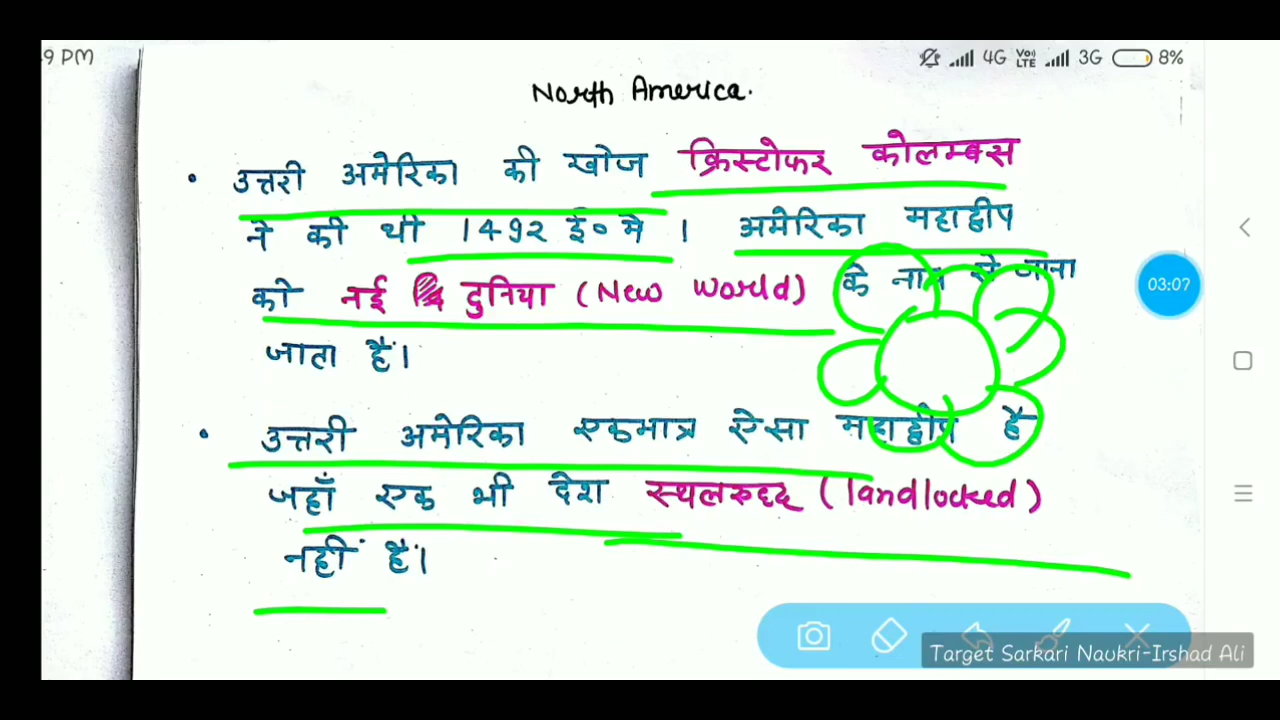 9 PM 4G VoLTE 3G 8%
North America.
• उत्तरी अमेरिका की खोज क्रिस्टोफर कोलम्बस
ने की थी 1492 ई० मे । अमेरिका महाद्वीप
को नई दुनिया (New world) के नाम से जाना
03:07
जाता है।
• उत्तरी अमेरिका एकमात्र ऐसा महाद्वीप है
जहाँ एक भी देश स्थलरुद्द (landlocked)
नहीं है।
Target Sarkari Naukri-Irshad Ali